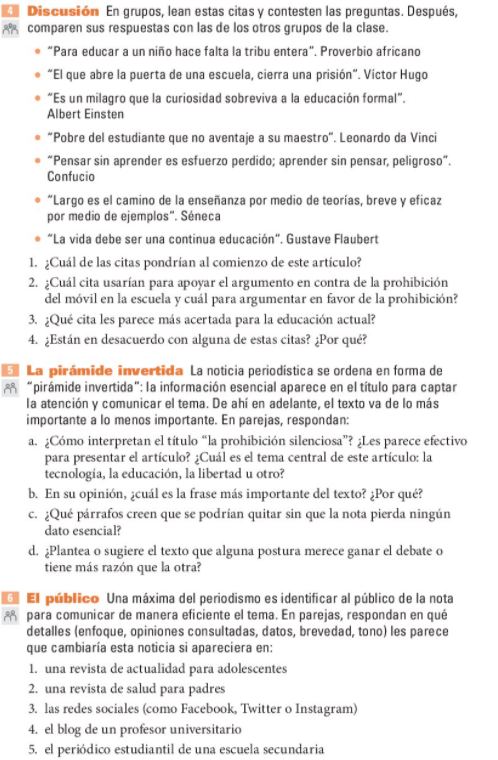 4 Discusión En grupos, lean estas citas y contesten las preguntas. Después,
comparen sus respuestas con las de los otros grupos de la clase.
• “Para educar a un niño hace falta la tribu entera”. Proverbio africano
• “El que abre la puerta de una escuela, cierra una prisión”. Víctor Hugo
• “Es un milagro que la curiosidad sobreviva a la educación formal”.
Albert Einsten
• “Pobre del estudiante que no aventaje a su maestro”. Leonardo da Vinci
• “Pensar sin aprender es esfuerzo perdido; aprender sin pensar, peligroso”.
Confucio
• “Largo es el camino de la enseñanza por medio de teorías, breve y eficaz
por medio de ejemplos”. Séneca
• “La vida debe ser una continua educación”. Gustave Flaubert
1. ¿Cuál de las citas pondrían al comienzo de este artículo?
2. ¿Cuál cita usarían para apoyar el argumento en contra de la prohibición
del móvil en la escuela y cuál para argumentar en favor de la prohibición?
3. ¿Qué cita les parece más acertada para la educación actual?
4. ¿Están en desacuerdo con alguna de estas citas? ¿Por qué?
5 La pirámide invertida La noticia periodística se ordena en forma de
“pirámide invertida”: la información esencial aparece en el título para captar
la atención y comunicar el tema. De ahí en adelante, el texto va de lo más
importante a lo menos importante. En parejas, respondan:
a. ¿Cómo interpretan el título “la prohibición silenciosa”? ¿Les parece efectivo
para presentar el artículo? ¿Cuál es el tema central de este artículo: la
tecnología, la educación, la libertad u otro?
b. En su opinión, ¿cuál es la frase más importante del texto? ¿Por qué?
c. ¿Qué párrafos creen que se podrían quitar sin que la nota pierda ningún
dato esencial?
d. ¿Plantea o sugiere el texto que alguna postura merece ganar el debate o
tiene más razón que la otra?
6 El público Una máxima del periodismo es identificar al público de la nota
para comunicar de manera eficiente el tema. En parejas, respondan en qué
detalles (enfoque, opiniones consultadas, datos, brevedad, tono) les parece
que cambiaría esta noticia si apareciera en:
1. una revista de actualidad para adolescentes
2. una revista de salud para padres
3. las redes sociales (como Facebook, Twitter o Instagram)
4. el blog de un profesor universitario
5. el periódico estudiantil de una escuela secundaria